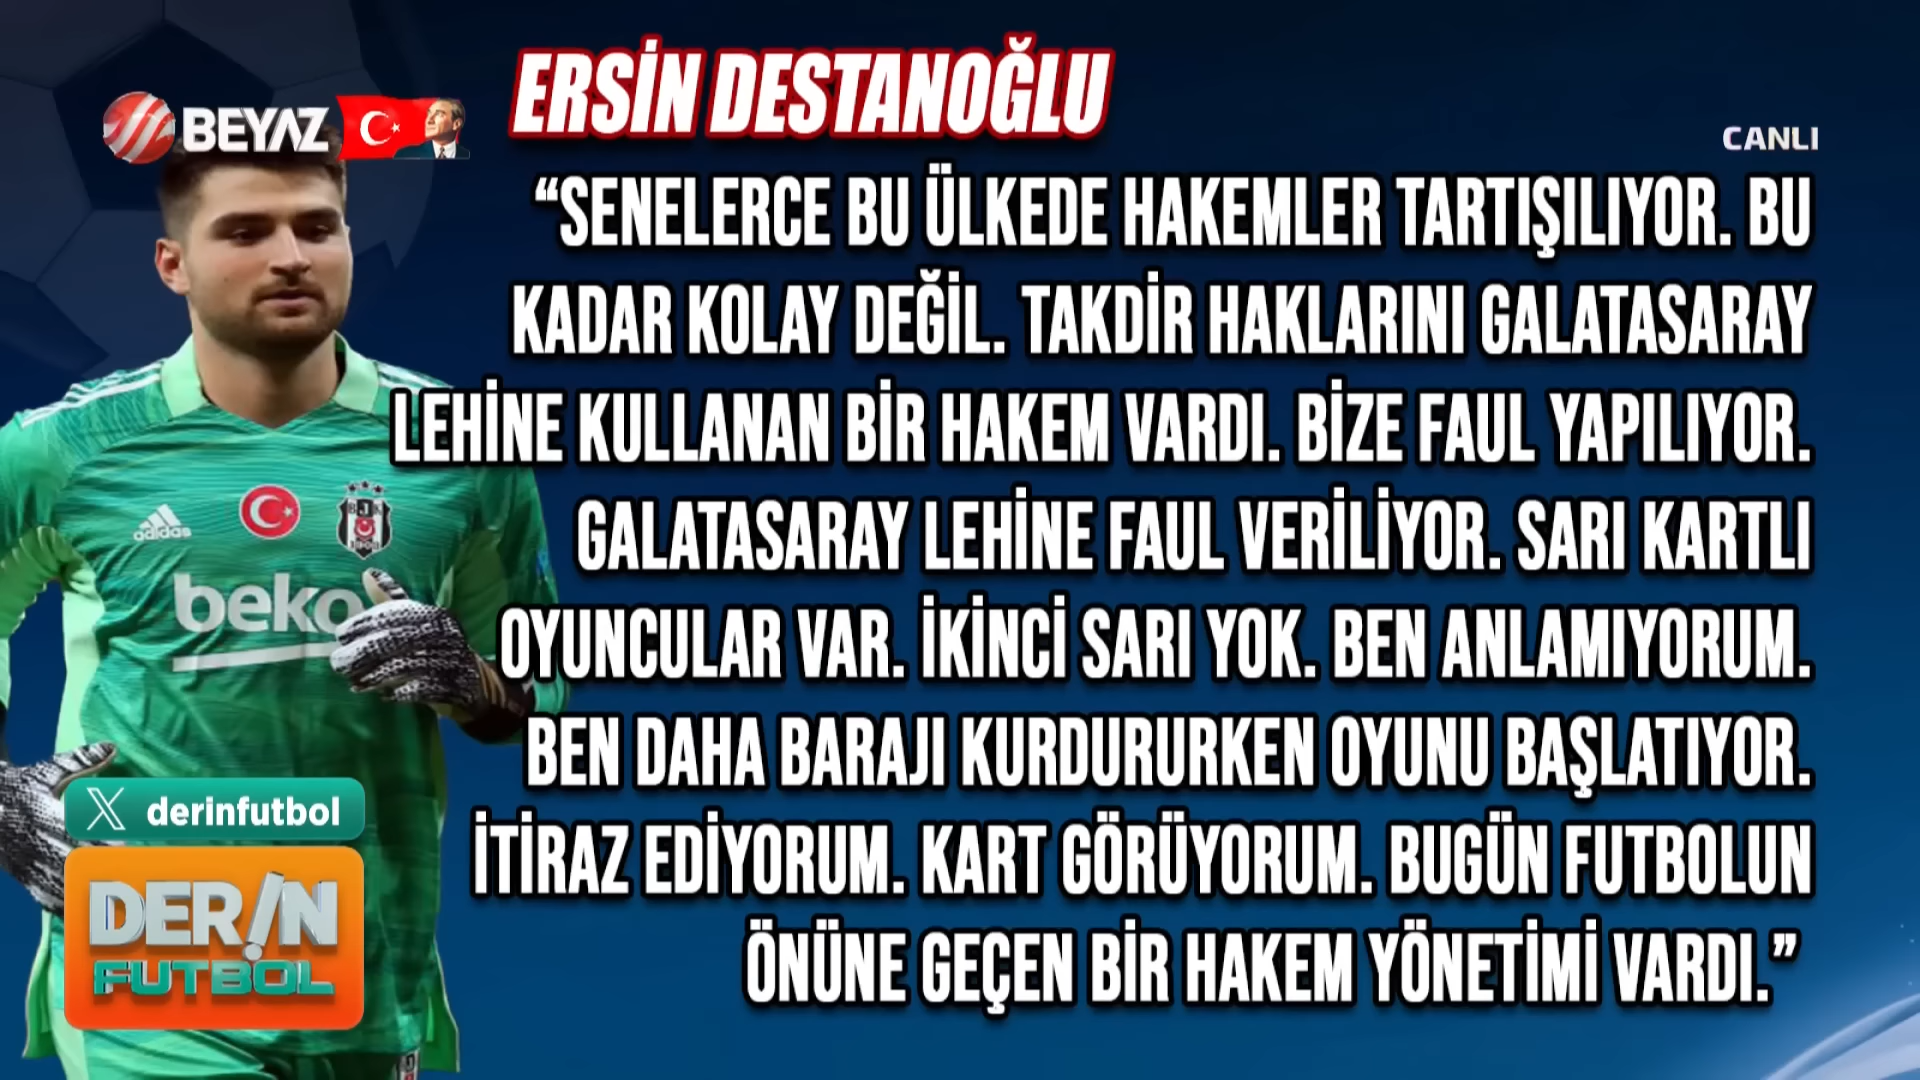 ERSİN DESTANOĞLU
BEYAZ
CANLI
“SENELERCE BU ÜLKEDE HAKEMLER TARTIŞILIYOR. BU
KADAR KOLAY DEĞİL. TAKDİR HAKLARINI GALATASARAY
LEHİNE KULLANAN BİR HAKEM VARDI. BİZE FAUL YAPILIYOR.
GALATASARAY LEHİNE FAUL VERİLİYOR. SARI KARTLI
OYUNCULAR VAR. İKİNCİ SARI YOK. BEN ANLAMIYORUM.
BEN DAHA BARAJI KURDURURKEN OYUNU BAŞLATIYOR.
İTİRAZ EDİYORUM. KART GÖRÜYORUM. BUGÜN FUTBOLUN
ÖNÜNE GEÇEN BİR HAKEM YÖNETİMİ VARDI.”
adidas
BJK
beko
X derinfutbol
DERİN
FUTBOL